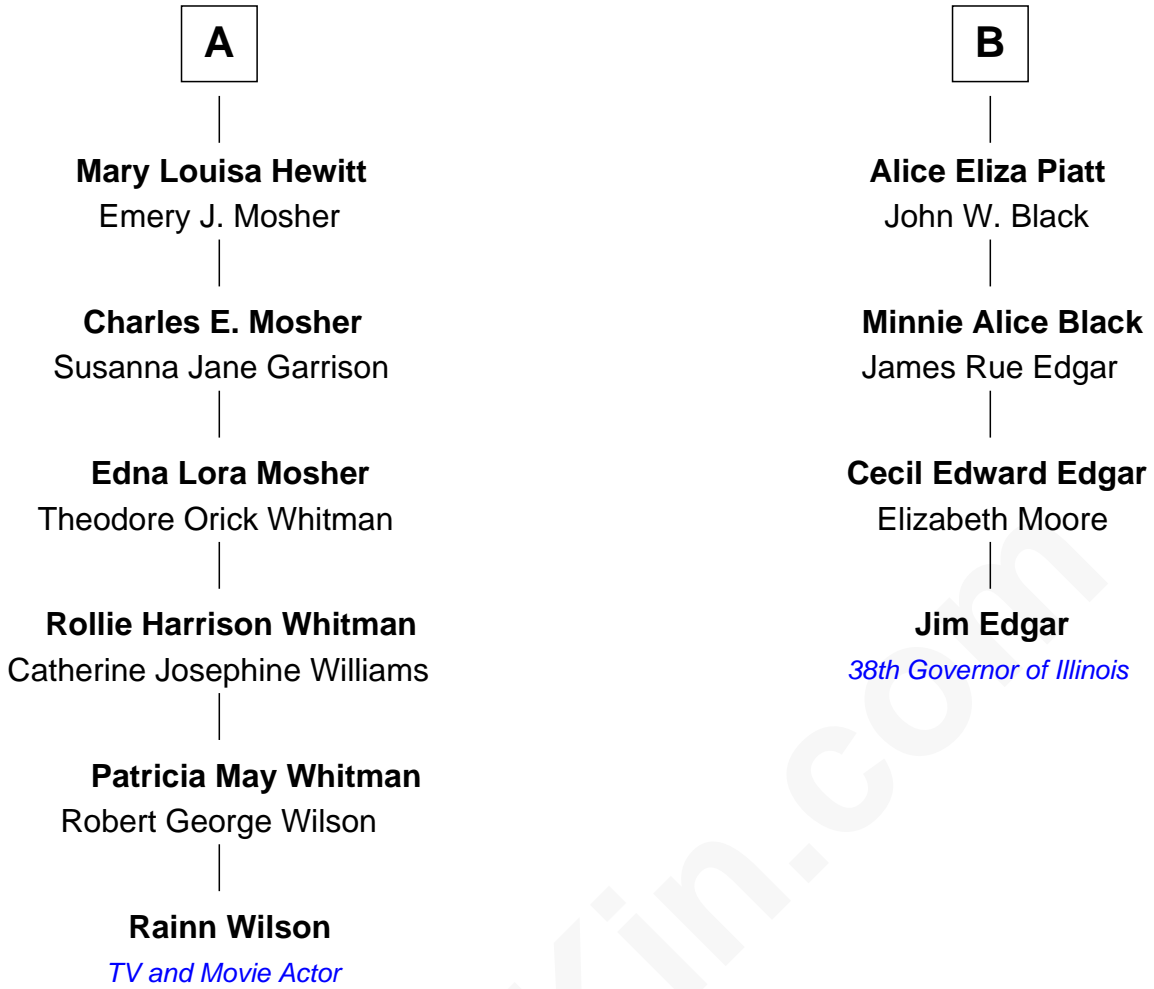 A
Mary Louisa Hewitt
Emery J. Mosher
Charles E. Mosher
Susanna Jane Garrison
Edna Lora Mosher
Theodore Orick Whitman
Rollie Harrison Whitman
Catherine Josephine Williams
Patricia May Whitman
Robert George Wilson
Rainn Wilson
TV and Movie Actor
B
Alice Eliza Piatt
John W. Black
Minnie Alice Black
James Rue Edgar
Cecil Edward Edgar
Elizabeth Moore
Jim Edgar
38th Governor of Illinois
Kin.com